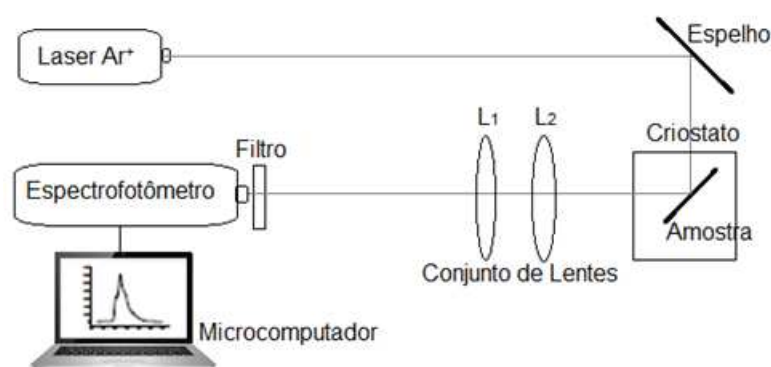 Espelho
Laser Ar⁺
L₁ L₂
Criostato
Filtro
Espectrofotômetro
Amostra
Conjunto de Lentes
Microcomputador